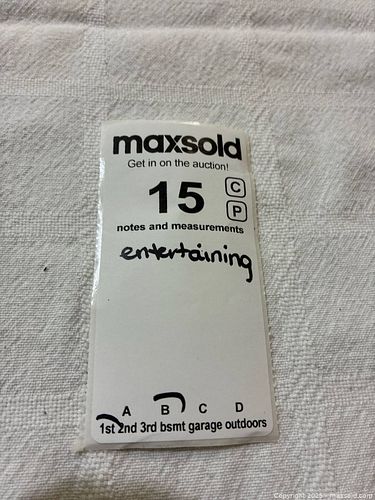 maxsold
Get in on the auction!
15 C
P
notes and measurements
entertaining
A B C D
1st 2nd 3rd bsmt garage outdoors
Copyright 2025 - maxsold.com